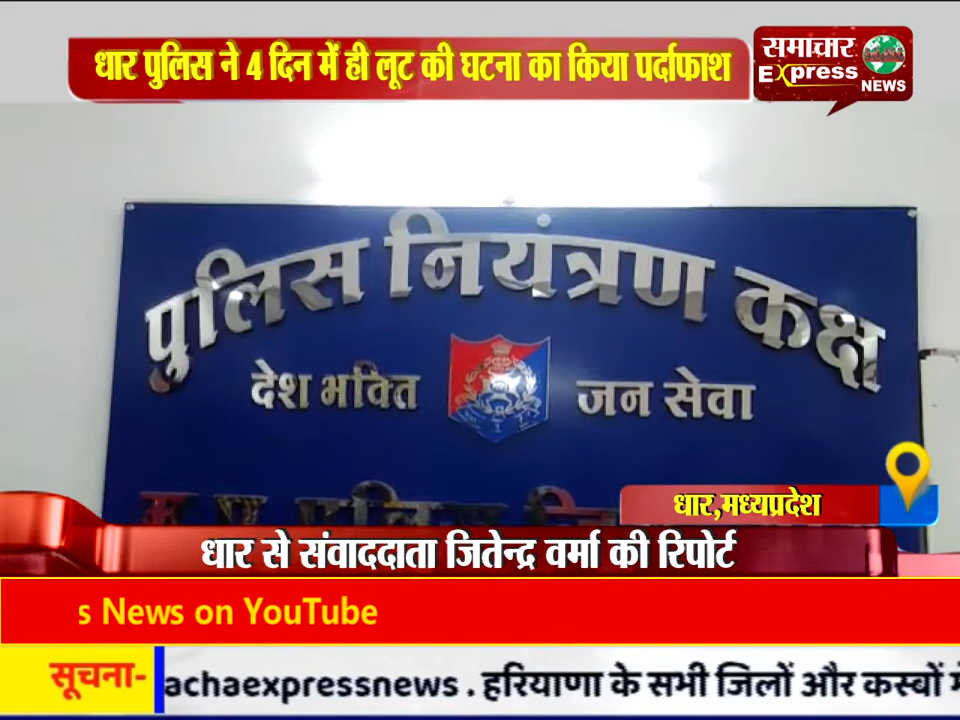 धार पुलिस ने 4 दिन में ही लूट की घटना का किया पर्दाफाश
समाचार
Express
NEWS
पुलिस नियंत्रण कक्ष
देश भक्ति
जन सेवा
धार,मध्यप्रदेश
धार से संवाददाता जितेन्द्र वर्मा की रिपोर्ट
s News on YouTube
सूचना-
achaexpressnews . हरियाणा के सभी जिलों और कस्बों मे